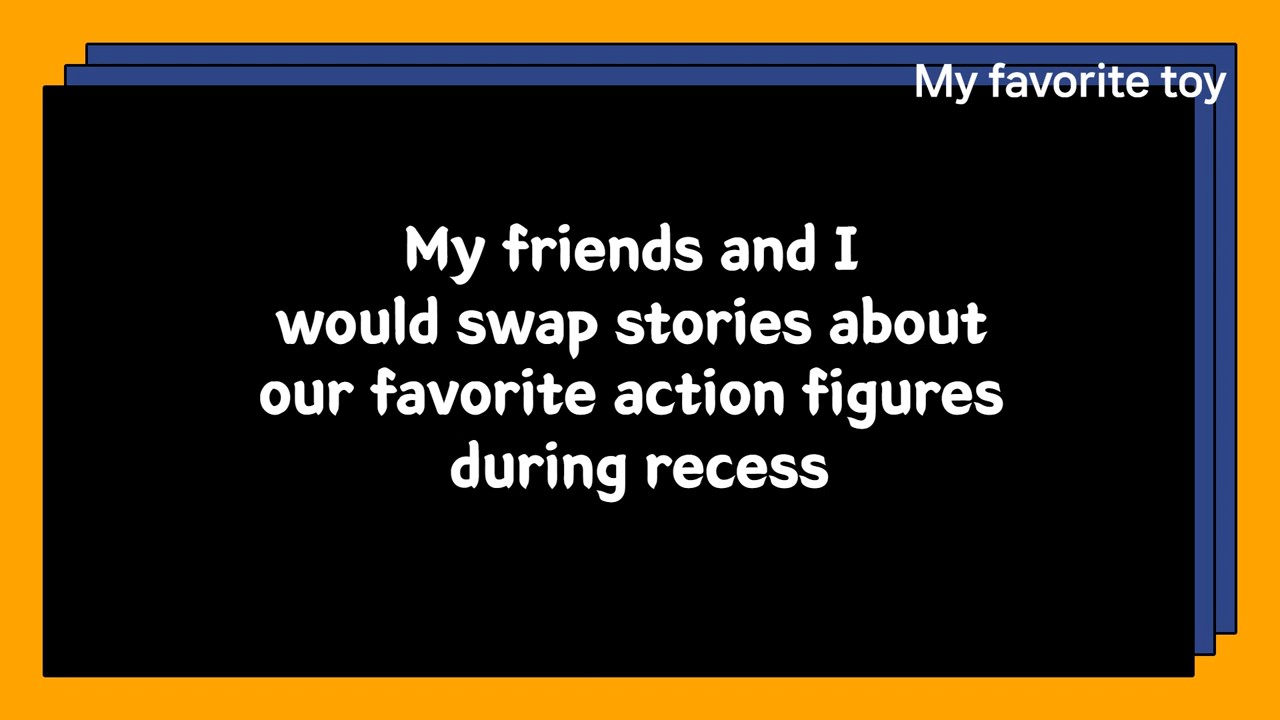 My favorite toy
My friends and I
would swap stories about
our favorite action figures
during recess